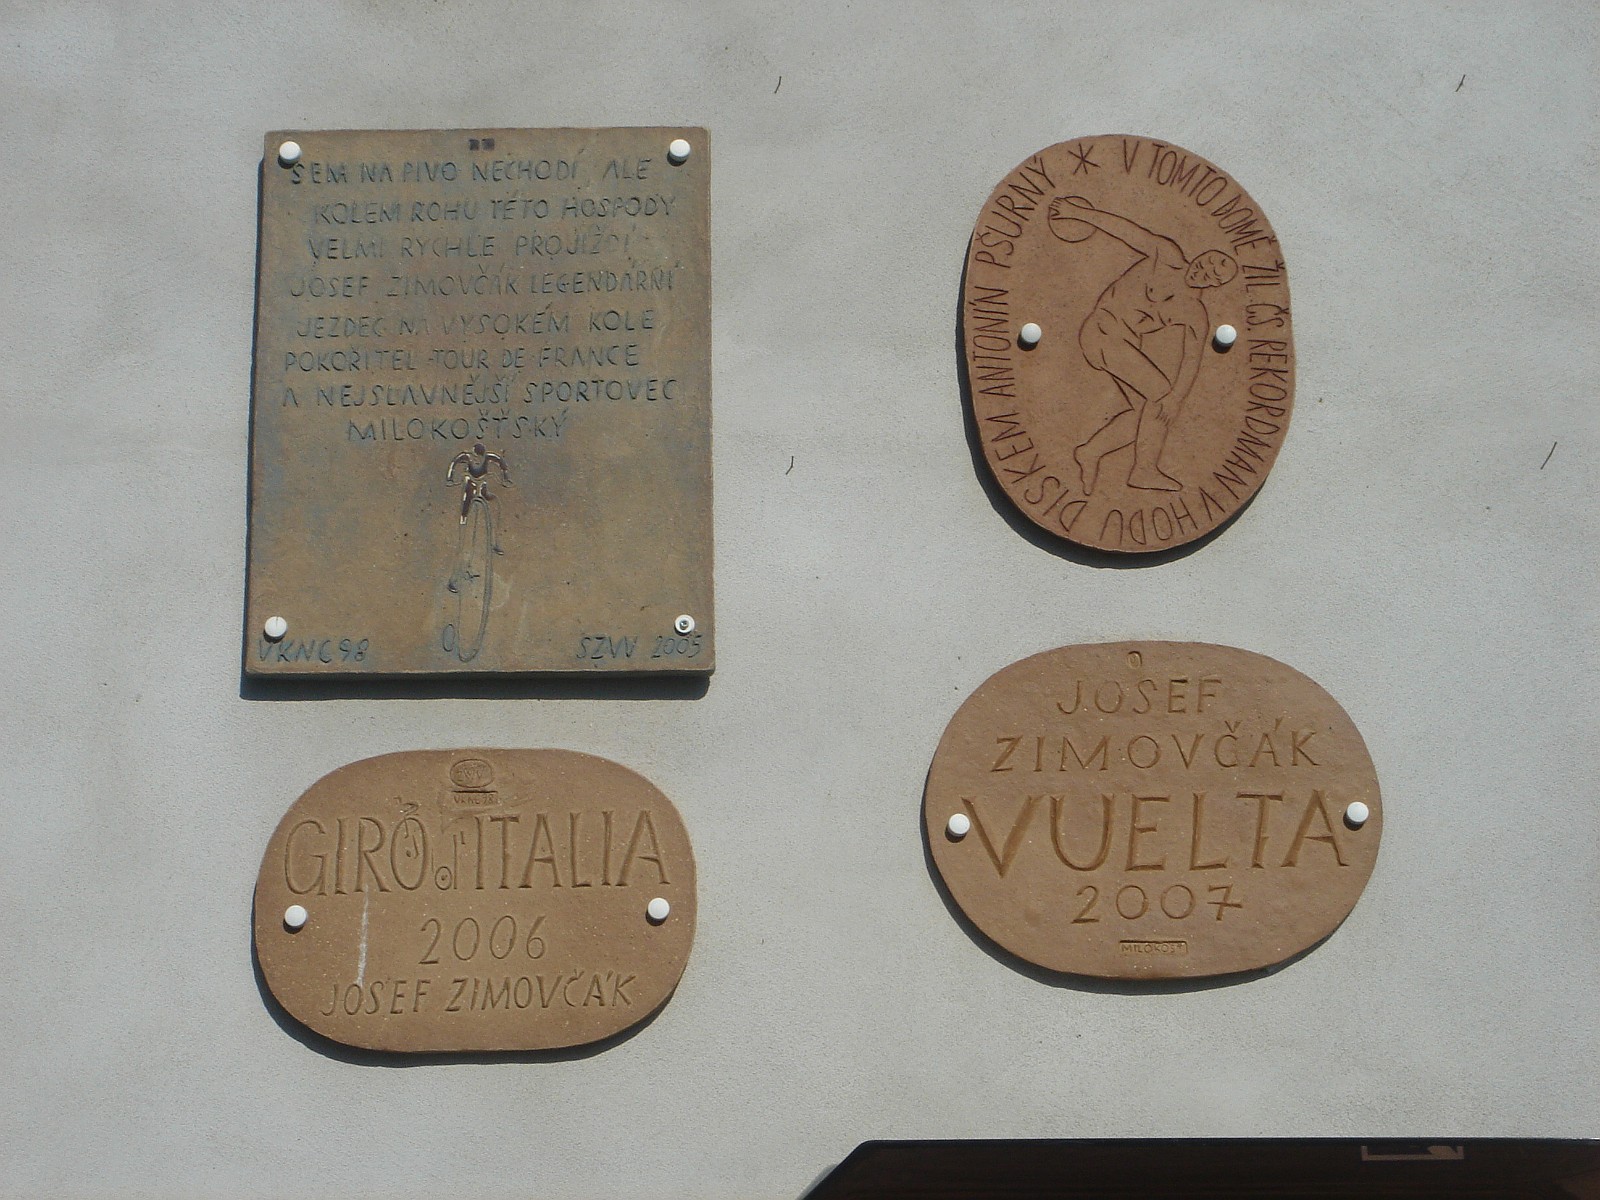 SEM NA PIVO NECHODÍ, ALE
KOLEM ROHU TÉTO HOSPODY
VELMI RYCHLE PROJÍŽDÍ
JOSEF ZIMOVČÁK LEGENDÁRNÍ
JEZDEC NA VYSOKÉM KOLE
POKOŘITEL TOUR DE FRANCE
A NEJSLAVNĚJŠÍ SPORTOVEC
MILOKOŠŤSKÝ
VKNC98 SZVV 2005
* V TOMTO DOMĚ ŽIL ČS. REKORDMAN V HODU DISKEM ANTONÍN PŠURNÝ
GIRO d'ITALIA
2006
JOSEF ZIMOVČÁK
JOSEF
ZIMOVČÁK
VUELTA
2007
MILOKOŠŤ